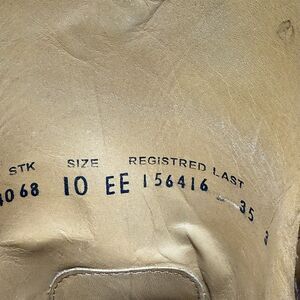 STK SIZE REGISTRED LAST
4068 10 EE 156416 - 35